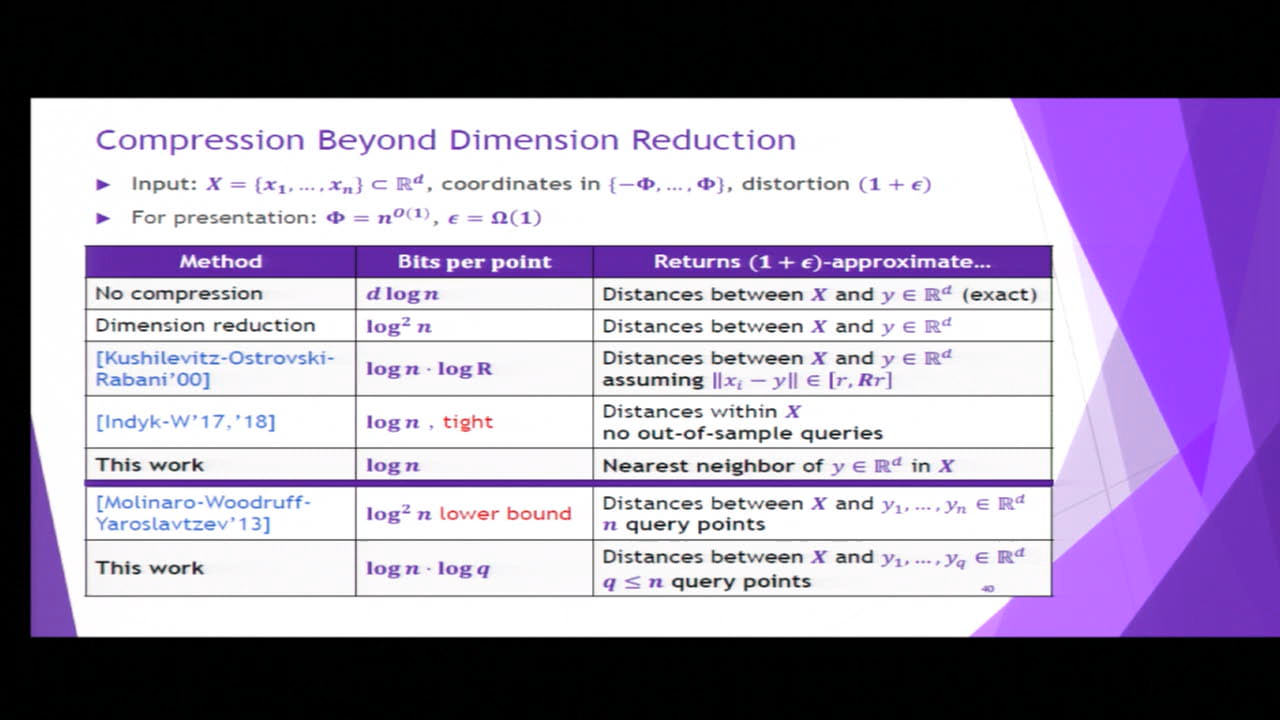 Compression Beyond Dimension Reduction
► Input: X = {x₁, … , xₙ} ⊂ ℝᵈ, coordinates in {−Φ, … , Φ}, distortion (1 + ϵ)
► For presentation: Φ = n^{O(1)}, ϵ = Ω(1)
Method Bits per point Returns (1 + ϵ)-approximate…
No compression d log n Distances between X and y ∈ ℝᵈ (exact)
Dimension reduction log² n Distances between X and y ∈ ℝᵈ
[Kushilevitz-Ostrovski-
Rabani’00]
log n · log R
Distances between X and y ∈ ℝᵈ
assuming ‖xᵢ − y‖ ∈ [r, Rr]
[Indyk-W’17,’18]
log n , tight
Distances within X
no out-of-sample queries
This work log n Nearest neighbor of y ∈ ℝᵈ in X
[Molinaro-Woodruff-
Yaroslavtzev’13]
log² n lower bound
Distances between X and y₁, … , yₙ ∈ ℝᵈ
n query points
This work
log n · log q
Distances between X and y₁, … , y_q ∈ ℝᵈ
q ≤ n query points
40